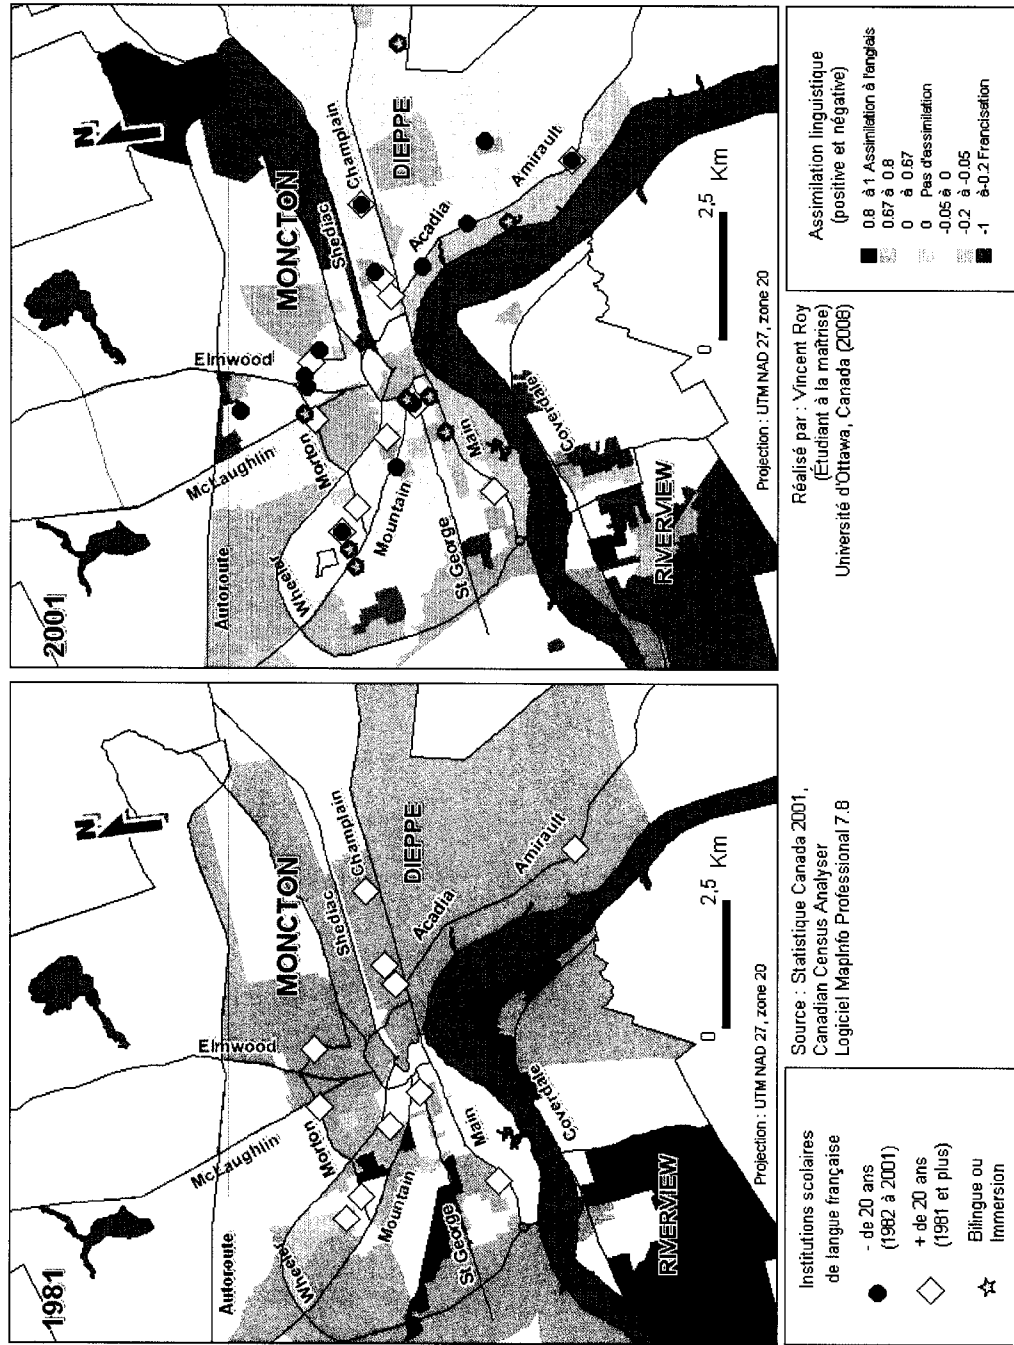 1981
N
Autoroute
Wheeler
McLaughlin
Morton
Elmwood
MONCTON
Shediac
Champlain
DIEPPE
Mountain
St George
Main
Acadia
Amirault
Coverdale
RIVERVIEW
0
2,5
Km
Projection : UTM NAD 27, zone 20
2001
N
Autoroute
Wheeler
McLaughlin
Morton
Elmwood
MONCTON
Shediac
Champlain
DIEPPE
Mountain
St George
Main
Acadia
Amirault
Coverdale
RIVERVIEW
0
2,5
Km
Projection : UTM NAD 27, zone 20
Institutions scolaires
de langue française
- de 20 ans
(1982 à 2001)
+ de 20 ans
(1981 et plus)
Bilingue ou
Immersion
Source : Statistique Canada 2001,
Canadian Census Analyser
Logiciel MapInfo Professional 7.8
Réalisé par : Vincent Roy
(Étudiant à la maîtrise)
Université d'Ottawa, Canada (2008)
Assimilation linguistique
(positive et négative)
0.8 à 1 Assimilation à l'anglais
0.67 à 0.8
0 à 0.67
0 Pas d'assimilation
-0.05 à 0
-0.2 à -0.05
-1 à -0.2 Francisation